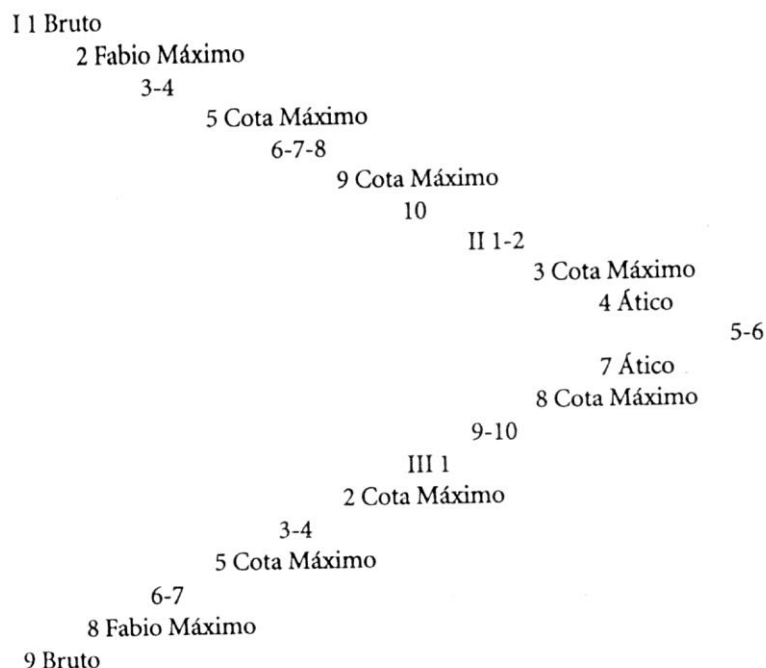 I 1 Bruto
2 Fabio Máximo
3-4
5 Cota Máximo
6-7-8
9 Cota Máximo
10
II 1-2
3 Cota Máximo
4 Ático
5-6
7 Ático
8 Cota Máximo
9-10
III 1
2 Cota Máximo
3-4
5 Cota Máximo
6-7
8 Fabio Máximo
9 Bruto